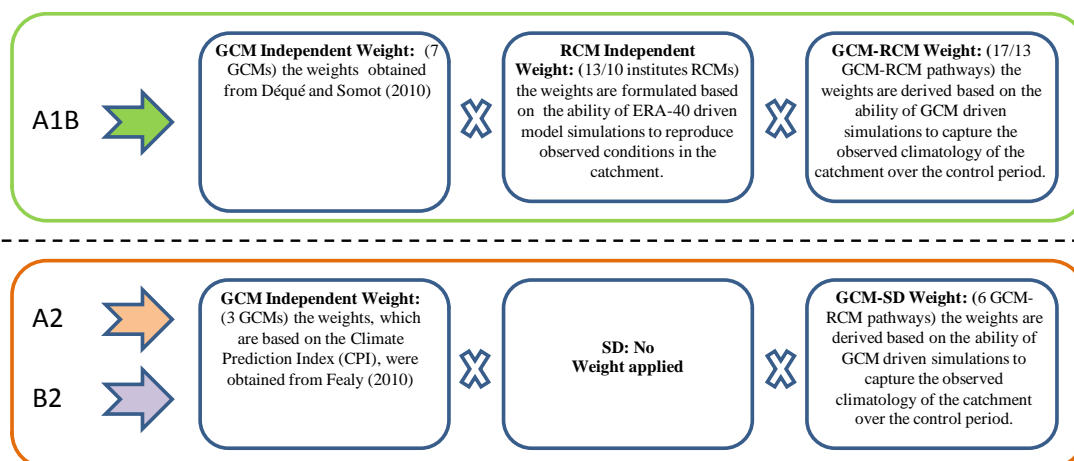 A1B
GCM Independent Weight: (7
GCMs) the weights obtained
from Déqué and Somot (2010)
RCM Independent
Weight: (13/10 institutes RCMs)
the weights are formulated based
on the ability of ERA-40 driven
model simulations to reproduce
observed conditions in the
catchment.
GCM-RCM Weight: (17/13
GCM-RCM pathways) the
weights are derived based on the
ability of GCM driven
simulations to capture the
observed climatology of the
catchment over the control period.
A2
B2
GCM Independent Weight:
(3 GCMs) the weights, which
are based on the Climate
Prediction Index (CPI), were
obtained from Fealy (2010)
SD: No
Weight applied
GCM-SD Weight: (6 GCM-
RCM pathways) the weights are
derived based on the ability of
GCM driven simulations to
capture the observed
climatology of the catchment
over the control period.